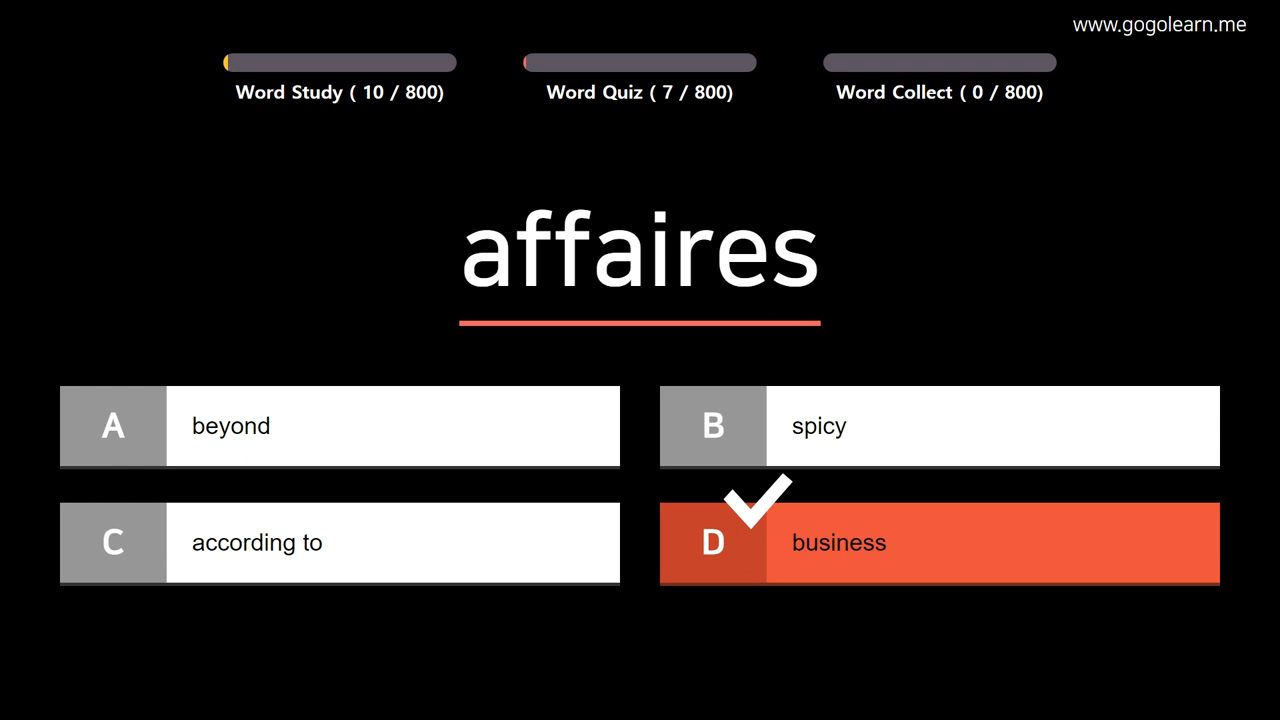 www.gogolearn.me
Word Study ( 10 / 800)
Word Quiz ( 7 / 800)
Word Collect ( 0 / 800)
affaires
A beyond
B spicy
C according to
D business